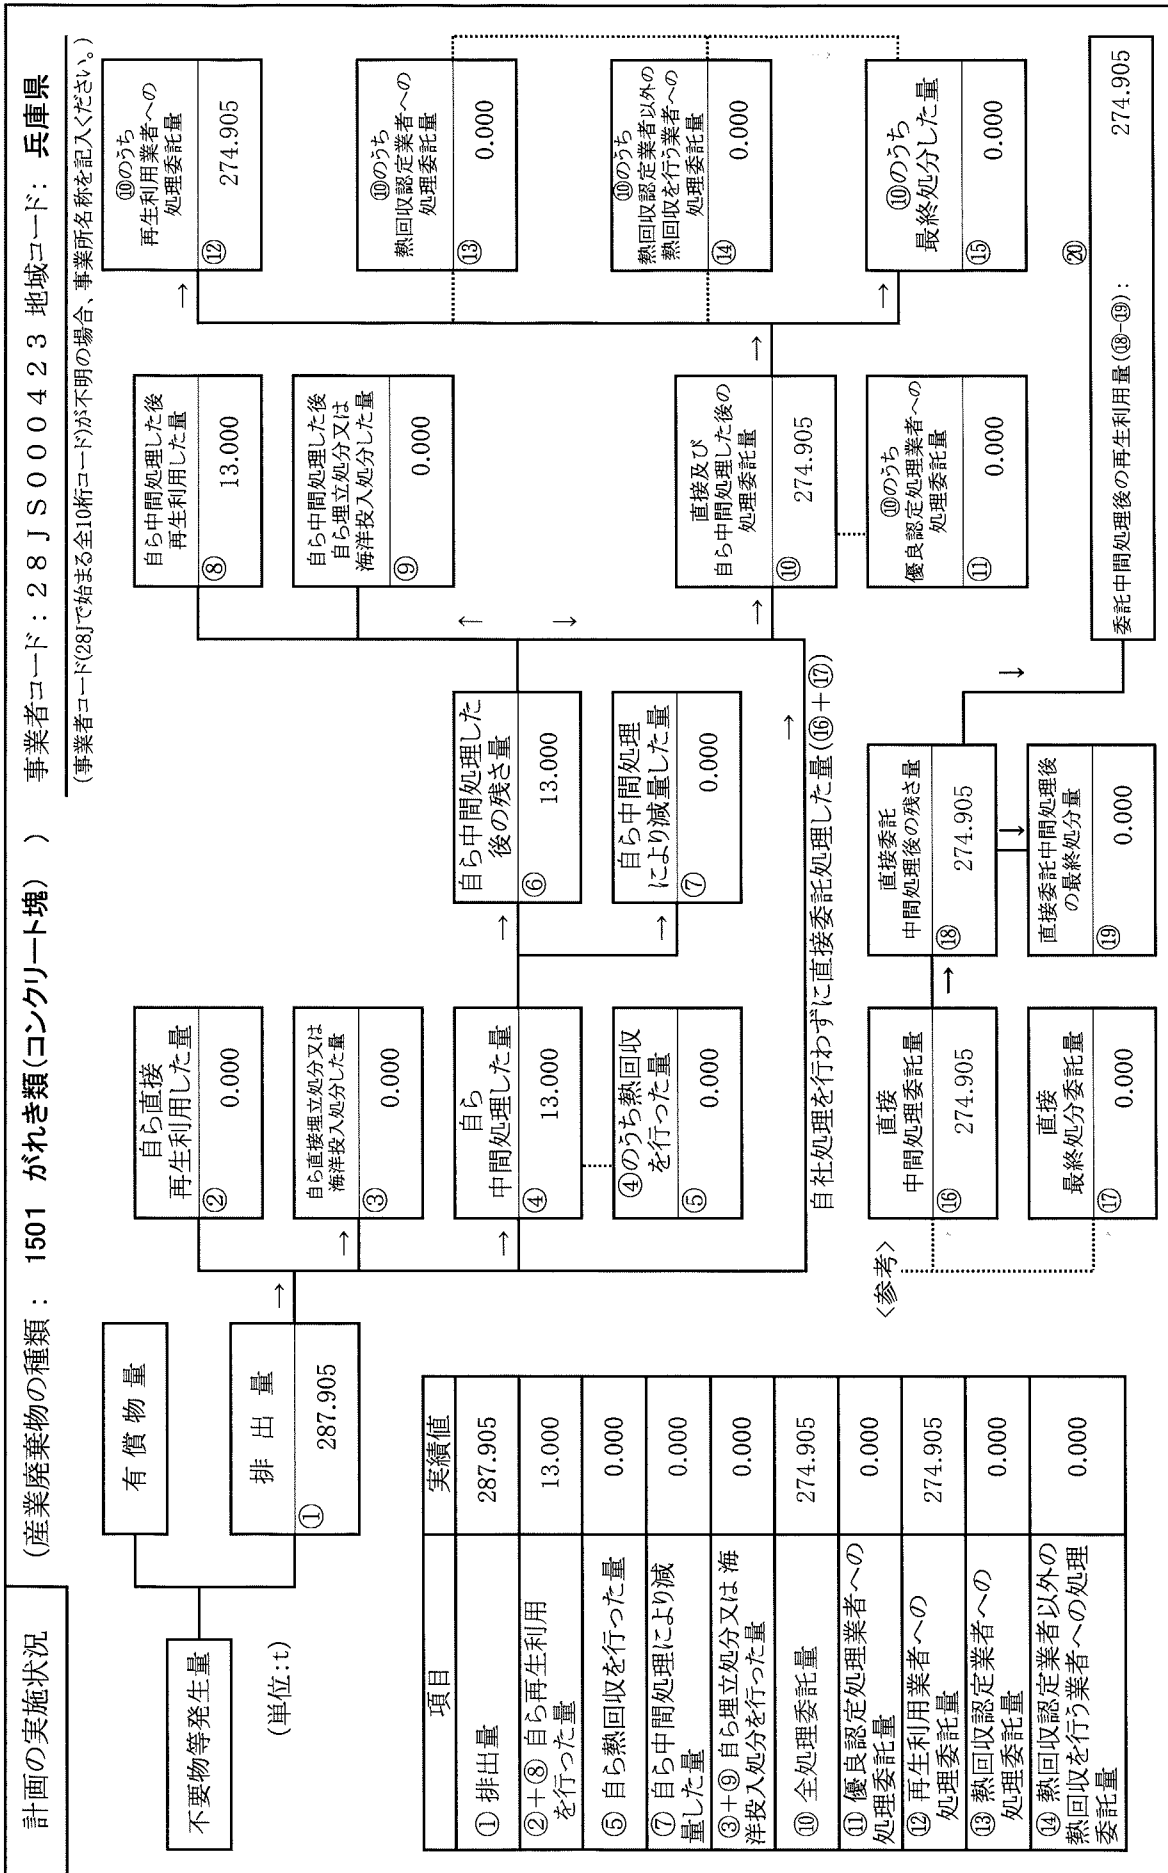 計画の実施状況
(産業廃棄物の種類: 1501 がれき類(コンクリート塊) )
事業者コード: 28JS000423 地域コード: 兵庫県
(事業者コード(28Jで始まる全10桁コード)が不明の場合、事業所名称を記入ください。)
不要物等発生量
(単位:t)
有償物量
排出量
①
287.905
→
自ら直接
再生利用した量
②
0.000
→
自ら直接埋立処分又は
海洋投入処分した量
③
0.000
→
自ら
中間処理した量
④
13.000
④のうち熱回収
を行った量
⑤
0.000
→
自ら中間処理した
後の残さ量
⑥
13.000
→
自ら中間処理
により減量した量
⑦
0.000
↑
↓
自ら中間処理した後
再生利用した量
⑧
13.000
自ら中間処理した後
自ら埋立処分又は
海洋投入処分した量
⑨
0.000
→
直接及び
自ら中間処理した後の
処理委託量
⑩
274.905
⑩のうち
優良認定処理業者への
処理委託量
⑪
0.000
→
→
⑩のうち
再生利用業者への
処理委託量
⑫
274.905
⑩のうち
熱回収認定業者への
処理委託量
⑬
0.000
⑩のうち
熱回収認定業者以外の
熱回収を行う業者への
処理委託量
⑭
0.000
→
⑩のうち
最終処分した量
⑮
0.000
→
自社処理を行わずに直接委託処理した量(⑯+⑰)
<参考>
直接
中間処理委託量
⑯
274.905
直接
最終処分委託量
⑰
0.000
→
直接委託
中間処理後の残さ量
⑱
274.905
↓
直接委託中間処理後
の最終処分量
⑲
0.000
↓
⑳
委託中間処理後の再生利用量(⑱-⑲): 274.905
項目 実績値
① 排出量 287.905
②+⑧ 自ら再生利用
を行った量 13.000
⑤ 自ら熱回収を行った量 0.000
⑦ 自ら中間処理により減
量した量 0.000
③+⑨ 自ら埋立処分又は 海
洋投入処分を行った量 0.000
⑩ 全処理委託量 274.905
⑪ 優良認定処理業者への
処理委託量 0.000
⑫ 再生利用業者への
処理委託量 274.905
⑬ 熱回収認定業者への
処理委託量 0.000
⑭ 熱回収認定業者以外の
熱回収を行う業者への処理
委託量 0.000